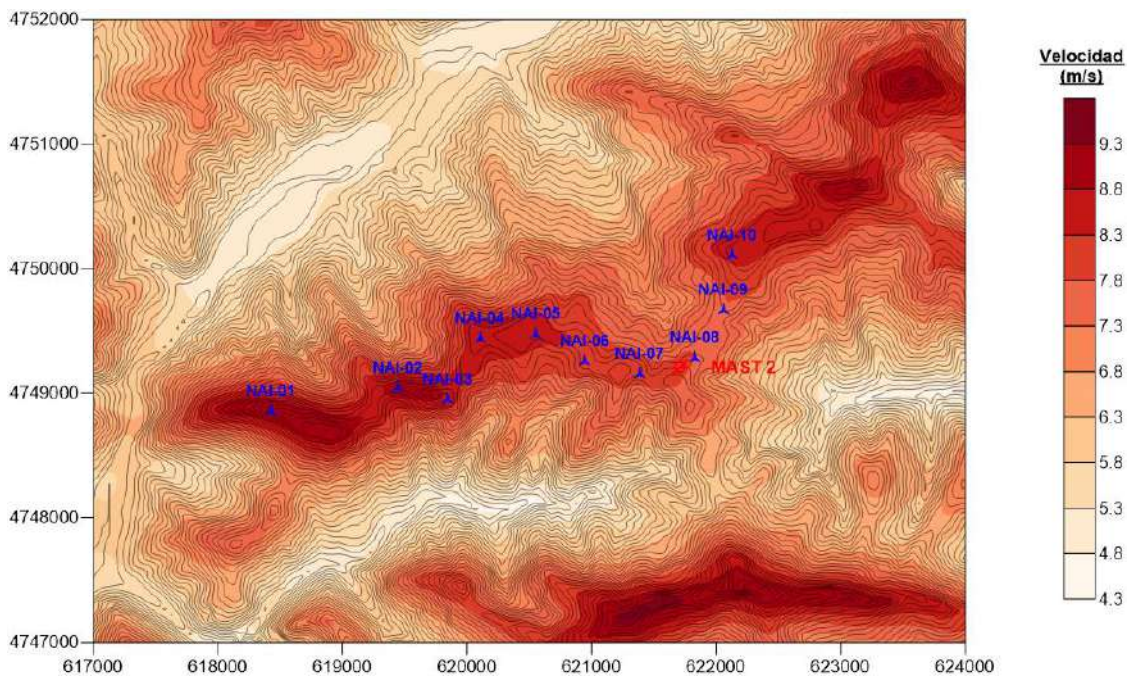 4752000
4751000
4750000
4749000
4748000
4747000
617000
618000
619000
620000
621000
622000
623000
624000
NAI-10
NAI-09
NAI-04
NAI-05
NAI-06
NAI-07
NAI-08
MAST 2
NAI-02
NAI-03
NAI-01
Velocidad
(m/s)
9.3
8.8
8.3
7.8
7.3
6.8
6.3
5.8
5.3
4.8
4.3